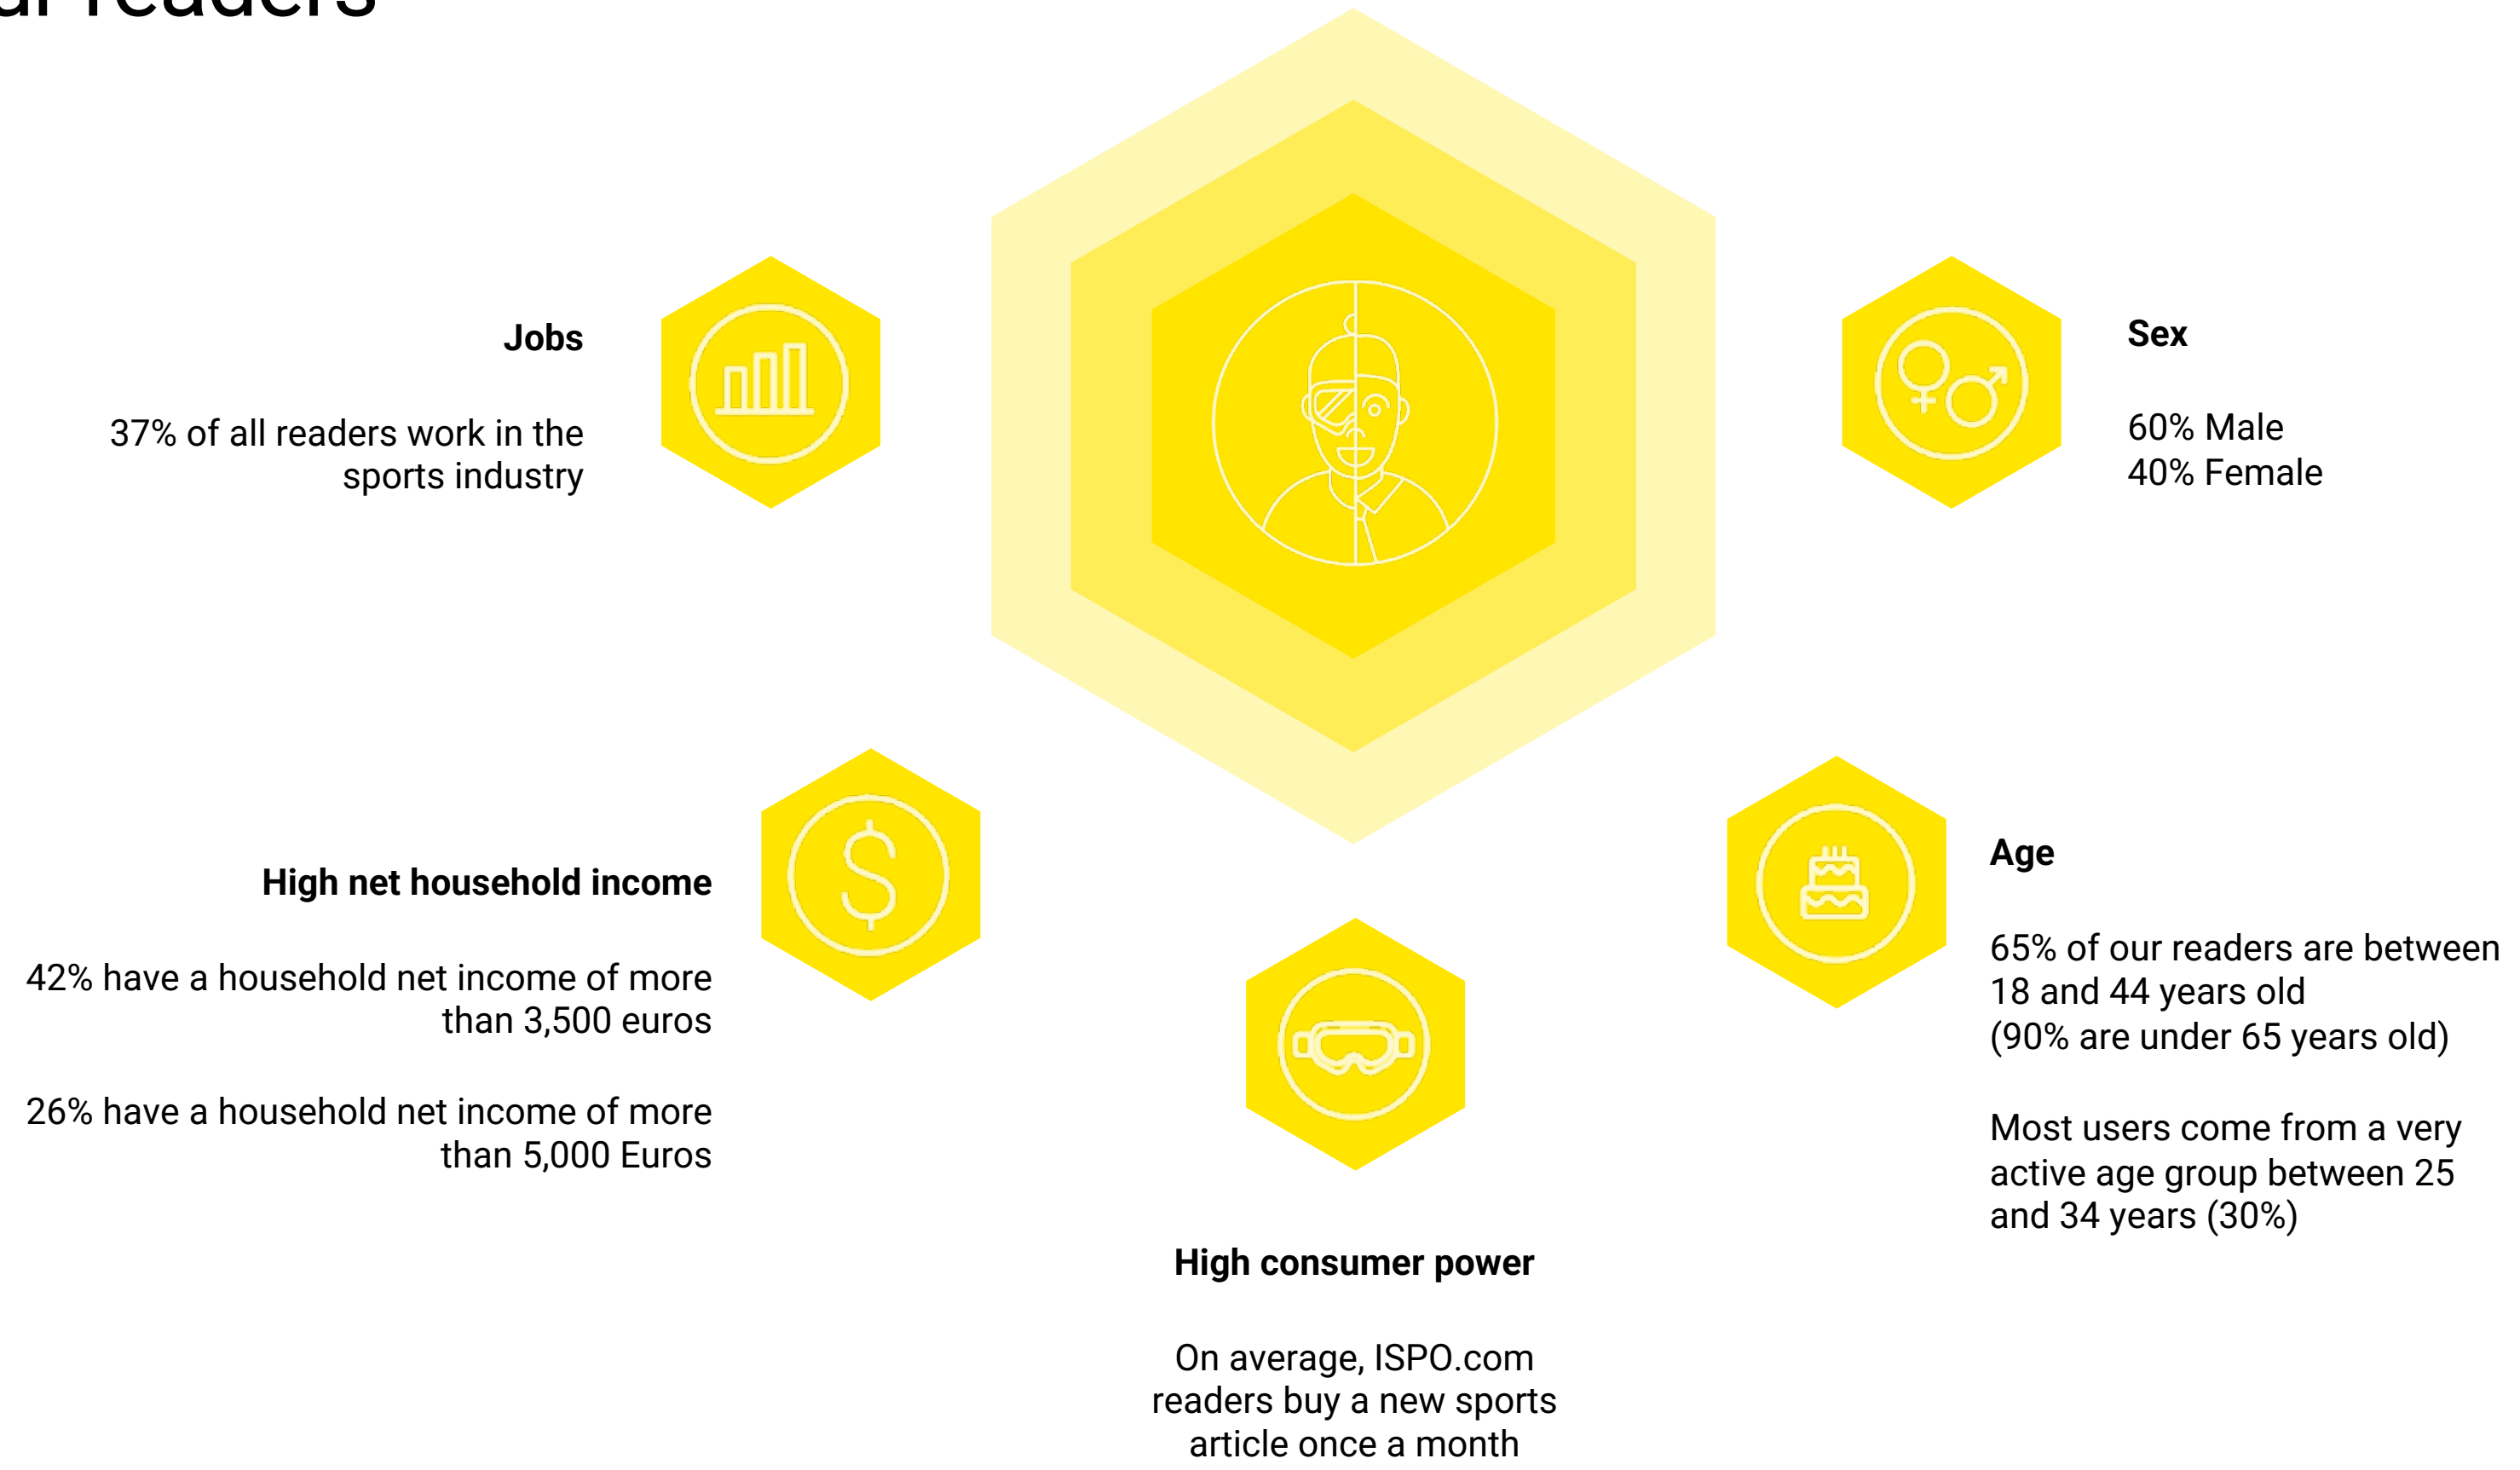 readers
Jobs
37% of all readers work in the
sports industry
Sex
60% Male
40% Female
High net household income
42% have a household net income of more
than 3,500 euros
26% have a household net income of more
than 5,000 Euros
Age
65% of our readers are between
18 and 44 years old
(90% are under 65 years old)
Most users come from a very
active age group between 25
and 34 years (30%)
High consumer power
On average, ISPO.com
readers buy a new sports
article once a month